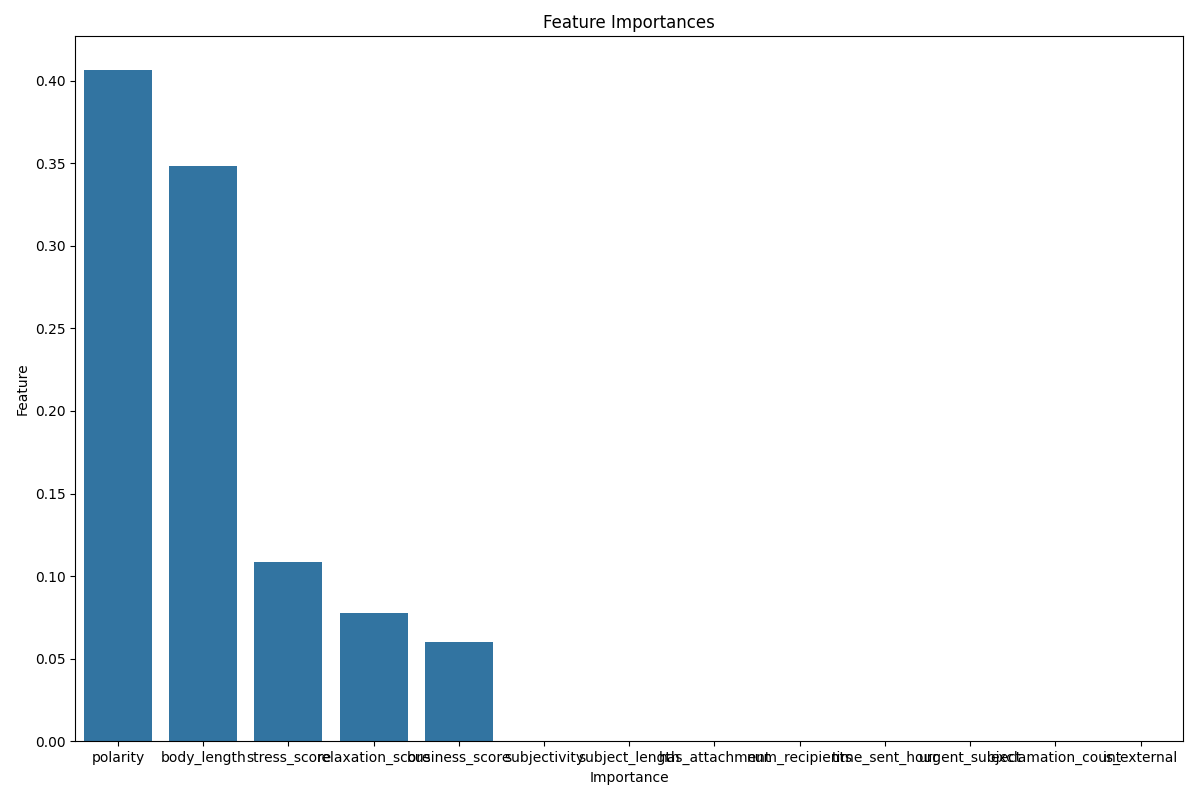 Feature Importances
Feature
0.40
0.35
0.30
0.25
0.20
0.15
0.10
0.05
0.00
polarity body_length stress_score relaxation_score business_score subjectivity subject_length has_attachment num_recipients time_sent_hour urgent_subject exclamation_count is_external
Importance